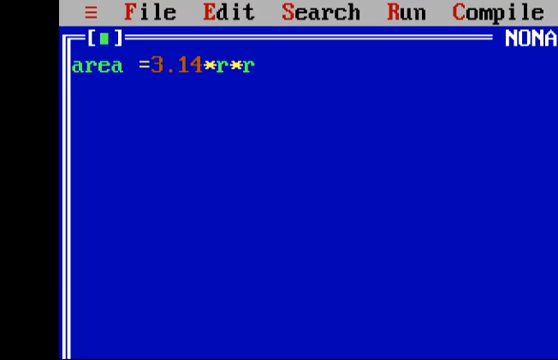 ≡ File Edit Search Run Compile
[■] NONA
area =3.14*r*r